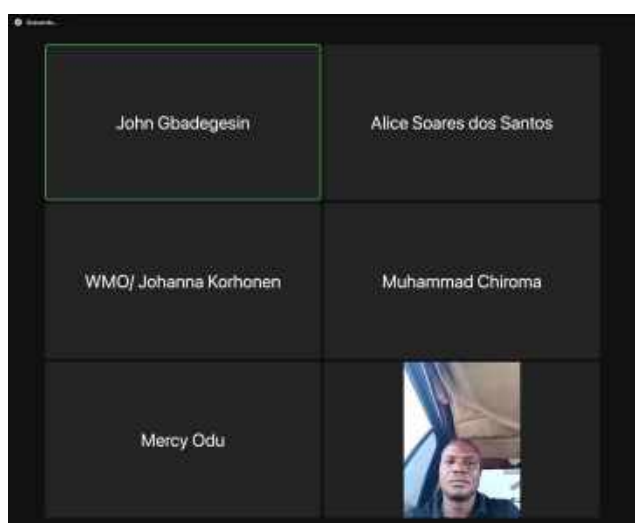 John Gbadegesin
Alice Soares dos Santos
WMO/ Johanna Korhonen
Muhammad Chiroma
Mercy Odu